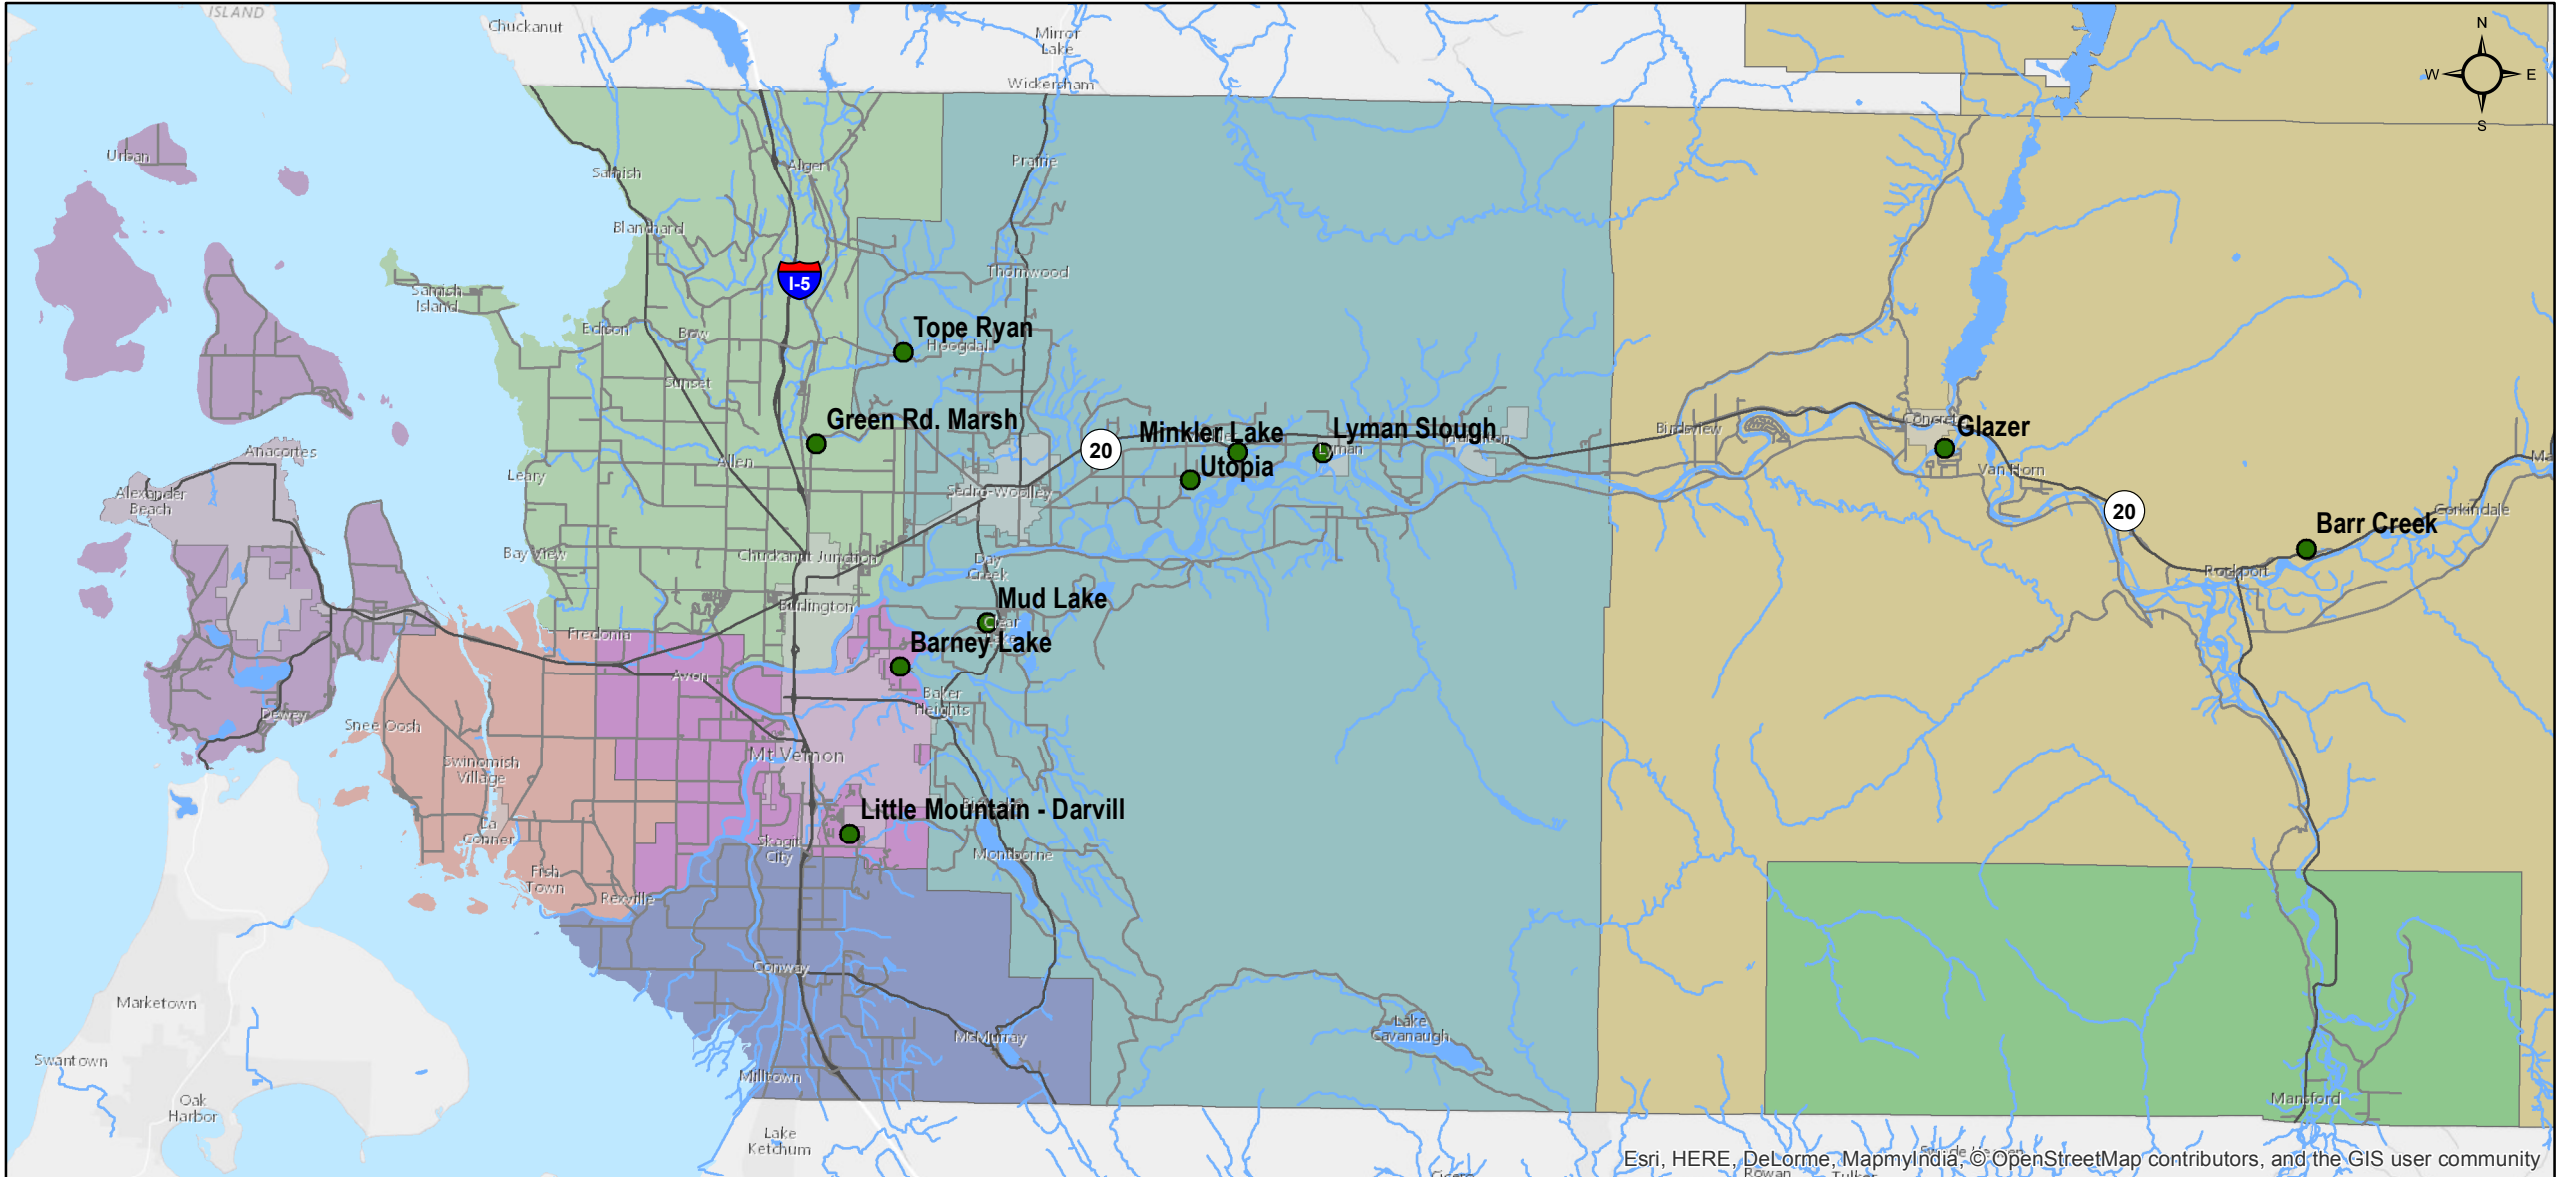 ISLAND
Chuckanut
Mirror
Lake
Wickersham
N
W
E
S
Urban
Samish
Alger
Prairie
Blanchard
I-5
Thornwood
Samish
Island
Edison
Bow
Tope Ryan
Hoogdal
Sunset
Green Rd. Marsh
Minkler Lake
Lyman Slough
Lyman
Utopia
20
Birdsview
Concrete
Glazer
Van Horn
Anacortes
Alexander
Beach
Leary
Allen
Sedro-Woolley
20
Barr Creek
Corkindale
Rockport
Bay View
Chuckanut Junction
Day
Creek
Burlington
Mud Lake
Clear
Barney Lake
Fredonia
Avon
Baker
Heights
Dewey
Snee Oosh
Swinomish
Village
Mt Vernon
La
Conner
Little Mountain - Darvill
Skagit
City
Montborne
Fish
Town
Rexville
Conway
McMurray
Milltown
Lake
Cavanaugh
Mansford
Marketown
Swantown
Oak
Harbor
Lake
Ketchum
Esri, HERE, DeLorme, MapmyIndia, © OpenStreetMap contributors, and the GIS user community